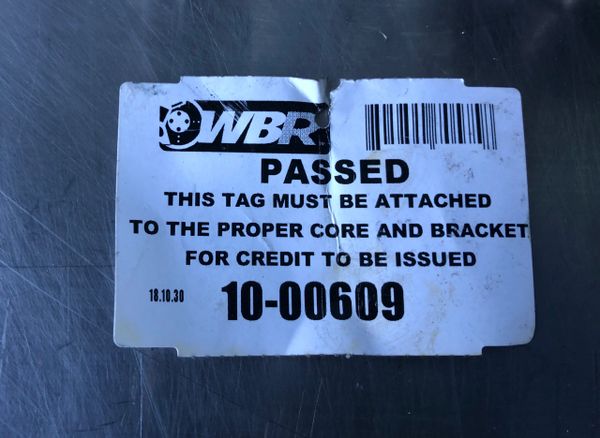 WBR
PASSED
THIS TAG MUST BE ATTACHED
TO THE PROPER CORE AND BRACKET
FOR CREDIT TO BE ISSUED
18.10.30 10-00609